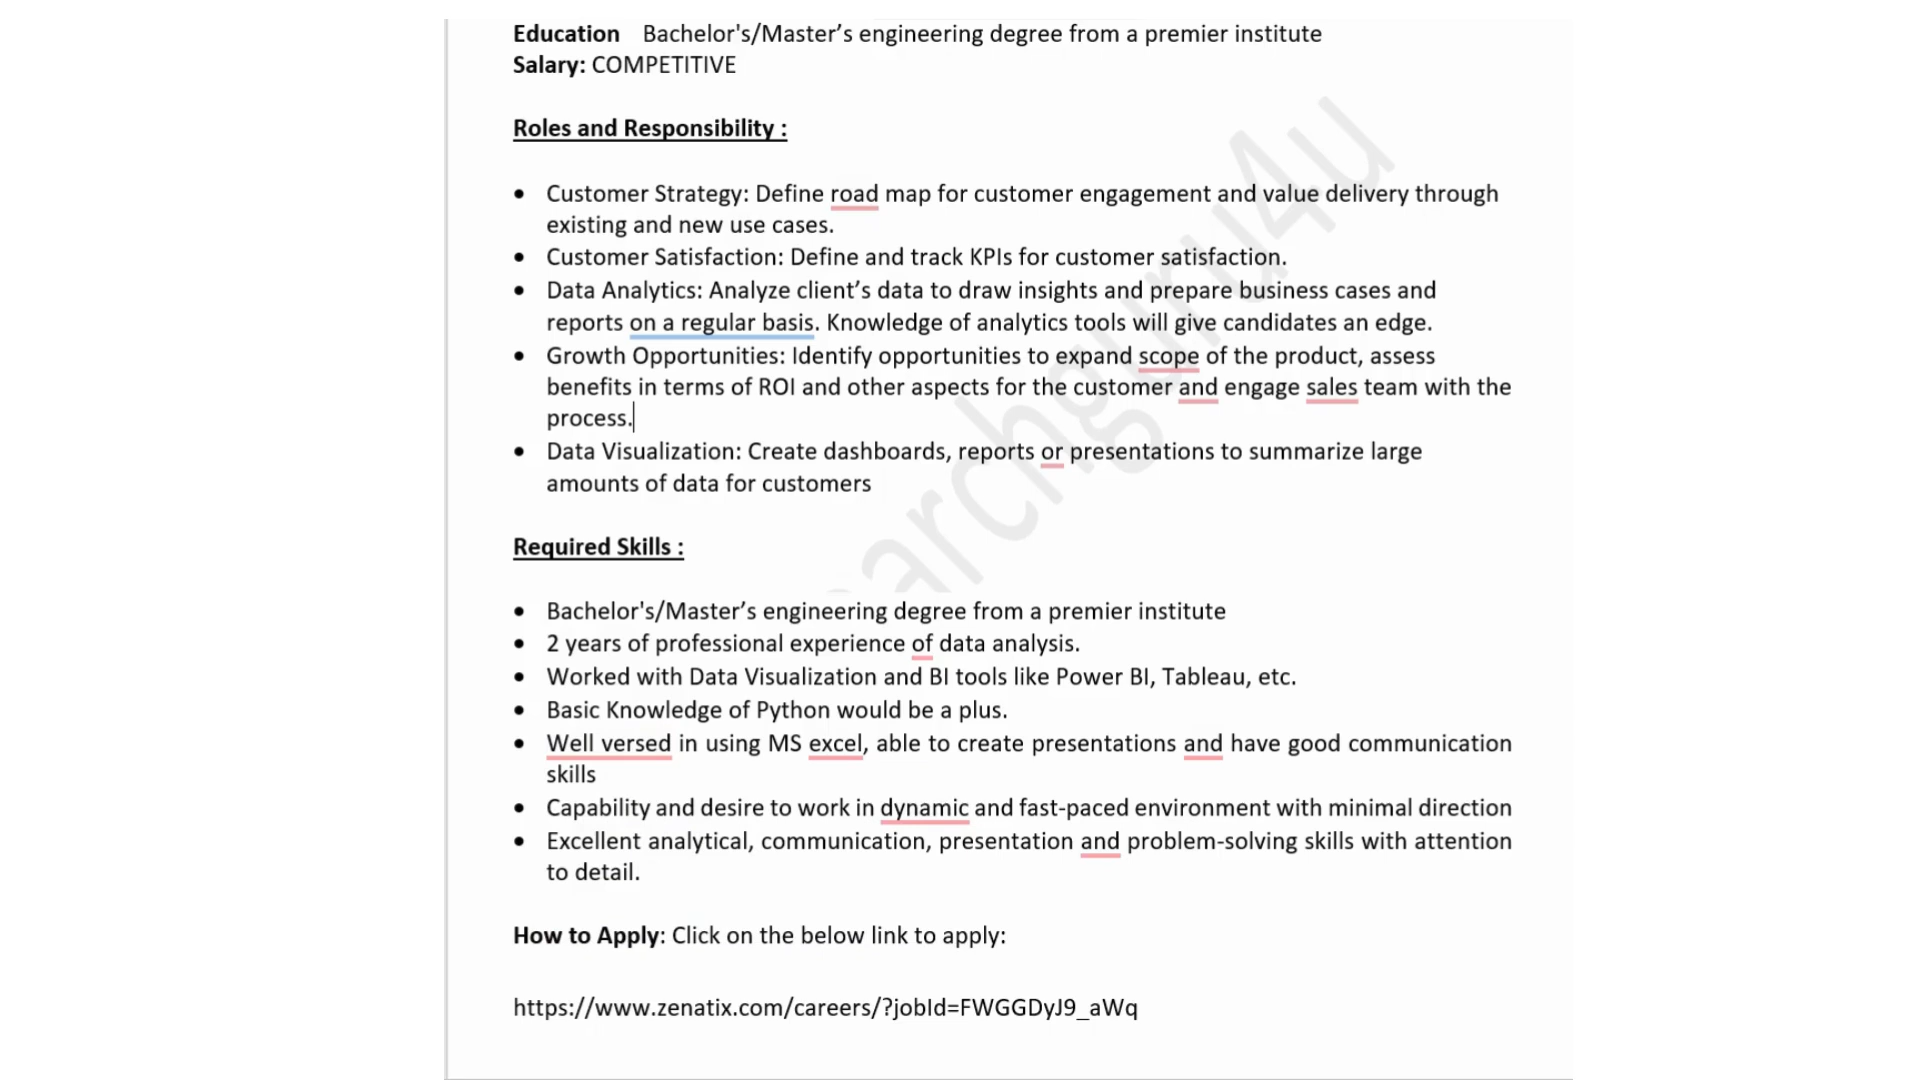 Education Bachelor's/Master’s engineering degree from a premier institute
Salary: COMPETITIVE
Roles and Responsibility :
• Customer Strategy: Define road map for customer engagement and value delivery through
existing and new use cases.
• Customer Satisfaction: Define and track KPIs for customer satisfaction.
• Data Analytics: Analyze client’s data to draw insights and prepare business cases and
reports on a regular basis. Knowledge of analytics tools will give candidates an edge.
• Growth Opportunities: Identify opportunities to expand scope of the product, assess
benefits in terms of ROI and other aspects for the customer and engage sales team with the
process.
• Data Visualization: Create dashboards, reports or presentations to summarize large
amounts of data for customers
Required Skills :
• Bachelor's/Master’s engineering degree from a premier institute
• 2 years of professional experience of data analysis.
• Worked with Data Visualization and BI tools like Power BI, Tableau, etc.
• Basic Knowledge of Python would be a plus.
• Well versed in using MS excel, able to create presentations and have good communication
skills
• Capability and desire to work in dynamic and fast-paced environment with minimal direction
• Excellent analytical, communication, presentation and problem-solving skills with attention
to detail.
How to Apply: Click on the below link to apply:
https://www.zenatix.com/careers/?jobId=FWGGDyJ9_aWq
archguru4u